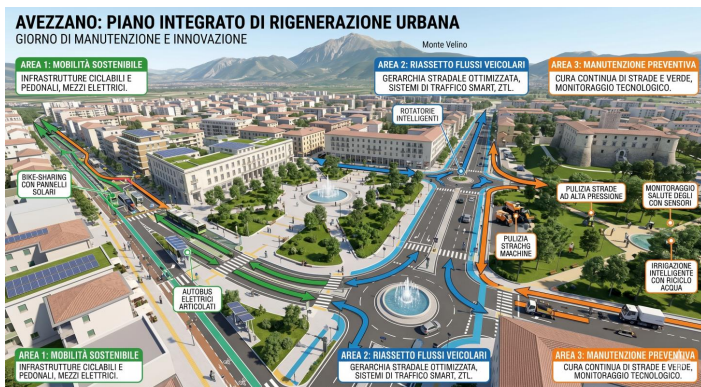 AVEZZANO: PIANO INTEGRATO DI RIGENERAZIONE URBANA
GIORNO DI MANUTENZIONE E INNOVAZIONE
Monte Velino
AREA 1: MOBILITÀ SOSTENIBILE
INFRASTRUTTURE CICLABILI E
PEDONALI, MEZZI ELETTRICI.
AREA 2: RIASSETTO FLUSSI VEICOLARI
GERARCHIA STRADALE OTTIMIZZATA,
SISTEMI DI TRAFFICO SMART, ZTL.
AREA 3: MANUTENZIONE PREVENTIVA
CURA CONTINUA DI STRADE E VERDE,
MONITORAGGIO TECNOLOGICO.
ROTATORIE
INTELLIGENTI
BIKE-SHARING
CON PANNELLI
SOLARI
PULIZIA STRADE
AD ALTA PRESSIONE
MONITORAGGIO
SALUTE DEGLI
CON SENSORI
PULIZIA
STRACHG
MAACHINE
IRRIGAZIONE
INTELLIGENTE
CON RICICLO
ACQUA
AUTOBUS
ELETTRICI
ARTICOLATI
AREA 1: MOBILITÀ SOSTENIBILE
INFRASTRUTTURE CICLABILI E
PEDONALI, MEZZI ELETTRICI.
AREA 2: RIASSETTO FLUSSI VEICOLARI
GERARCHIA STRADALE OTTIMIZZATA,
SISTEMI DI TRAFFICO SMART, ZTL.
AREA 3: MANUTENZIONE PREVENTIVA
CURA CONTINUA DI STRADE E VERDE,
MONITORAGGIO TECNOLOGICO.